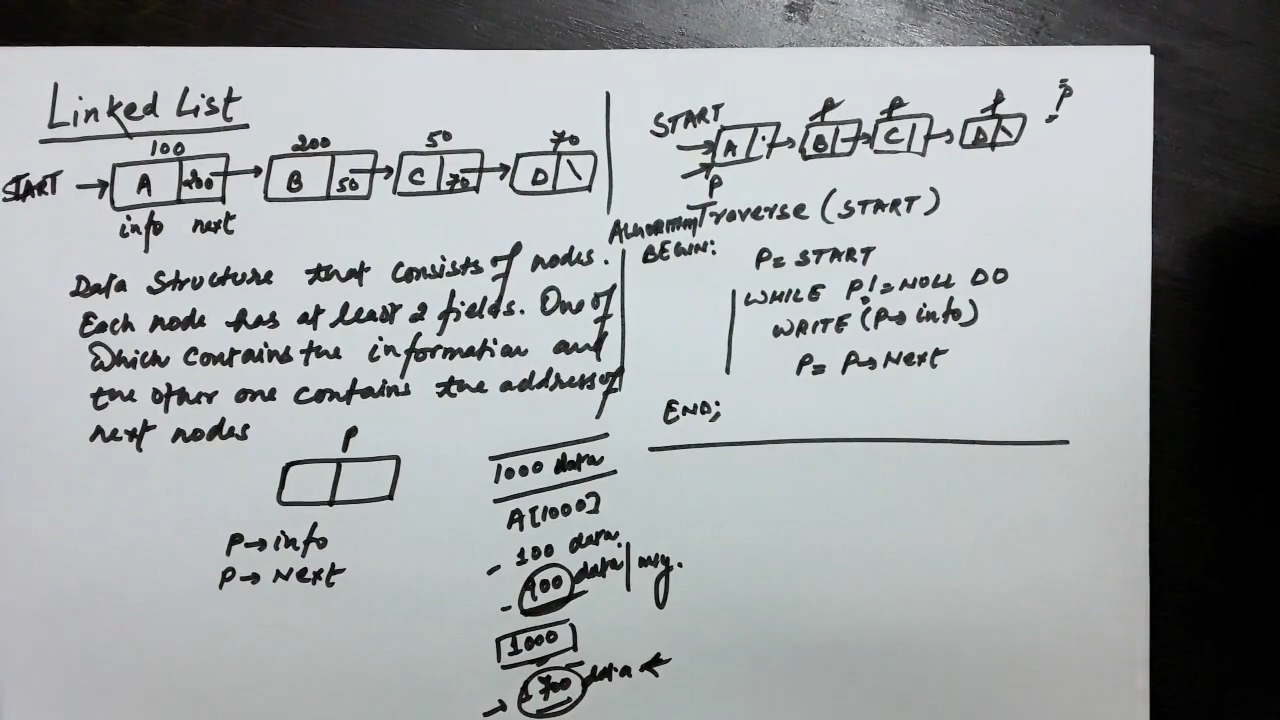 Linked List
100 200 50 70
START A 200 B 50 C 70 D
info next
Data Structure that consists of nodes.
Each node has at least 2 fields. One of
which contains the information and
the other one contains the address of
next nodes
P
P→info
P→Next
1000 data
A[1000]
- 100 data
- 900 data
1000
→ 1700 data ←
START
P P P P
A B C D
P
ALGORITHM Traverse (START)
BEGIN:
P= START
WHILE P!=NULL DO
WRITE (P→info)
P= P→Next
END;